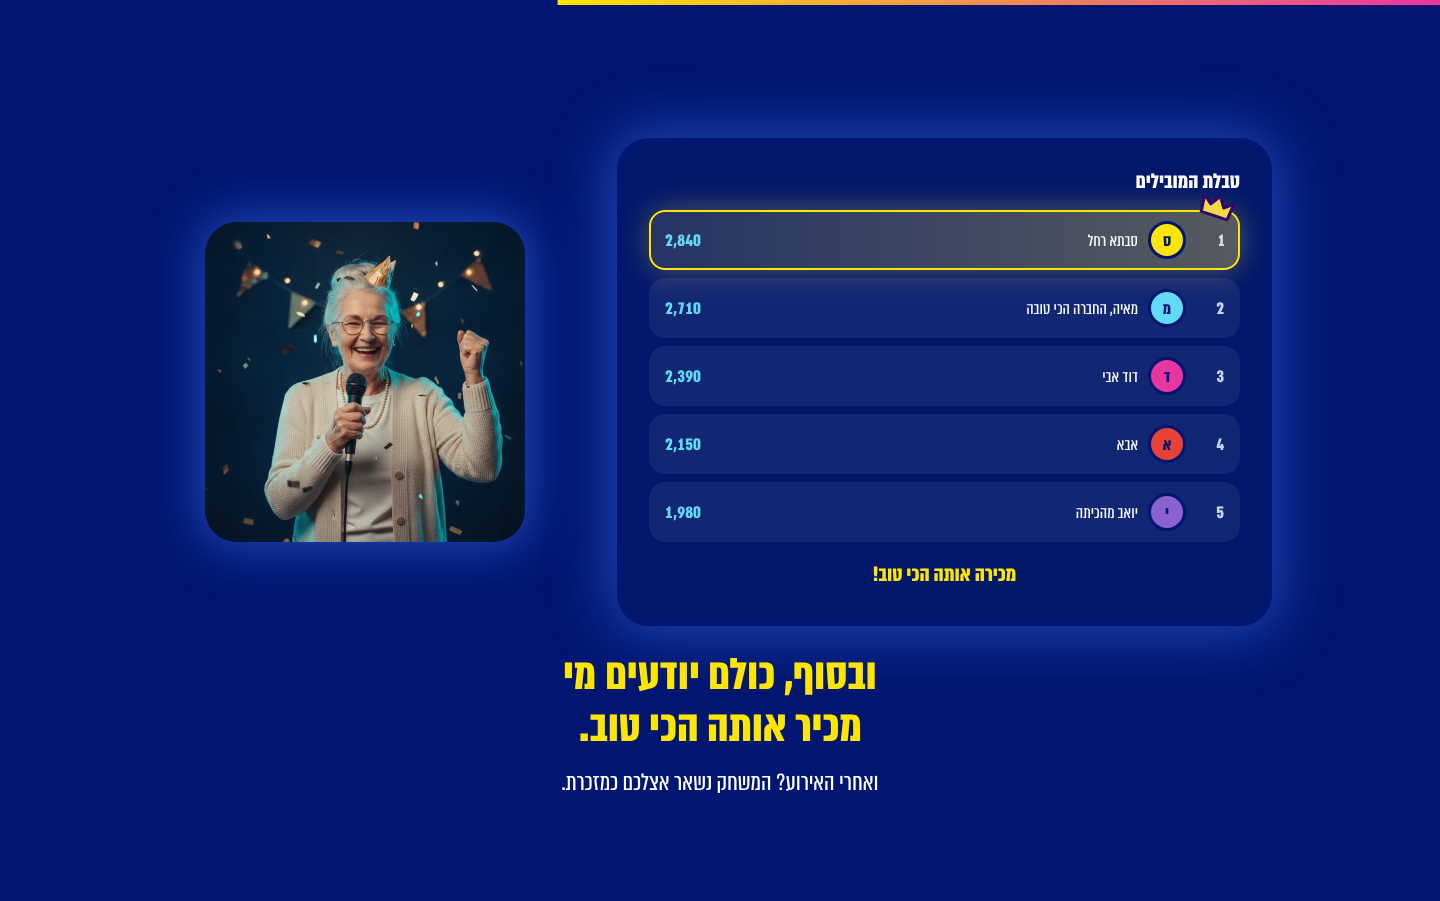 טבלת המובילים
1 ס סבתא רחל 2,840
2 מ מאיה, החברה הכי טובה 2,710
3 ד דוד אבי 2,390
4 א אבא 2,150
5 י יואב מהכיתה 1,980
מכירה אותה הכי טוב!
ובסוף, כולם יודעים מי
מכיר אותה הכי טוב.
ואחרי האירוע? המשחק נשאר אצלכם כמזכרת.